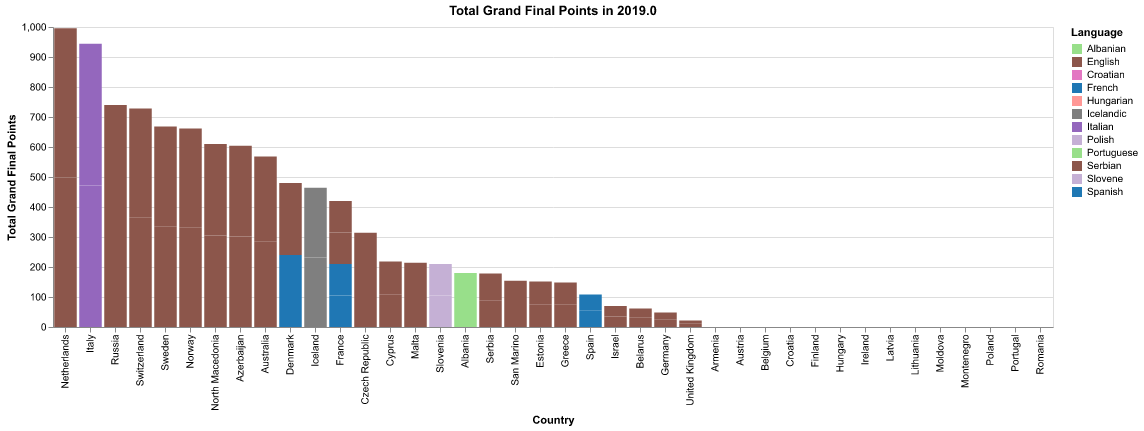 Total Grand Final Points in 2019.0
Total Grand Final Points
1,000
900
800
700
600
500
400
300
200
100
0
Netherlands
Italy
Russia
Switzerland
Sweden
Norway
North Macedonia
Azerbaijan
Australia
Denmark
Iceland
France
Czech Republic
Cyprus
Malta
Slovenia
Albania
Serbia
San Marino
Estonia
Greece
Spain
Israel
Belarus
Germany
United Kingdom
Armenia
Austria
Belgium
Croatia
Finland
Hungary
Ireland
Latvia
Lithuania
Moldova
Montenegro
Poland
Portugal
Romania
Country
Language
Albanian
English
Croatian
French
Hungarian
Icelandic
Italian
Polish
Portuguese
Serbian
Slovene
Spanish